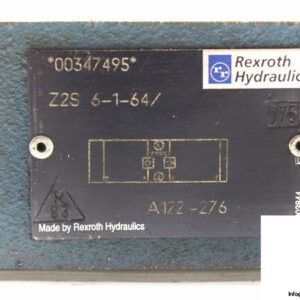 *00347495*
Rexroth
Hydraulics
Z2S 6-1-64/
A122-276
Made by Rexroth Hydraulics